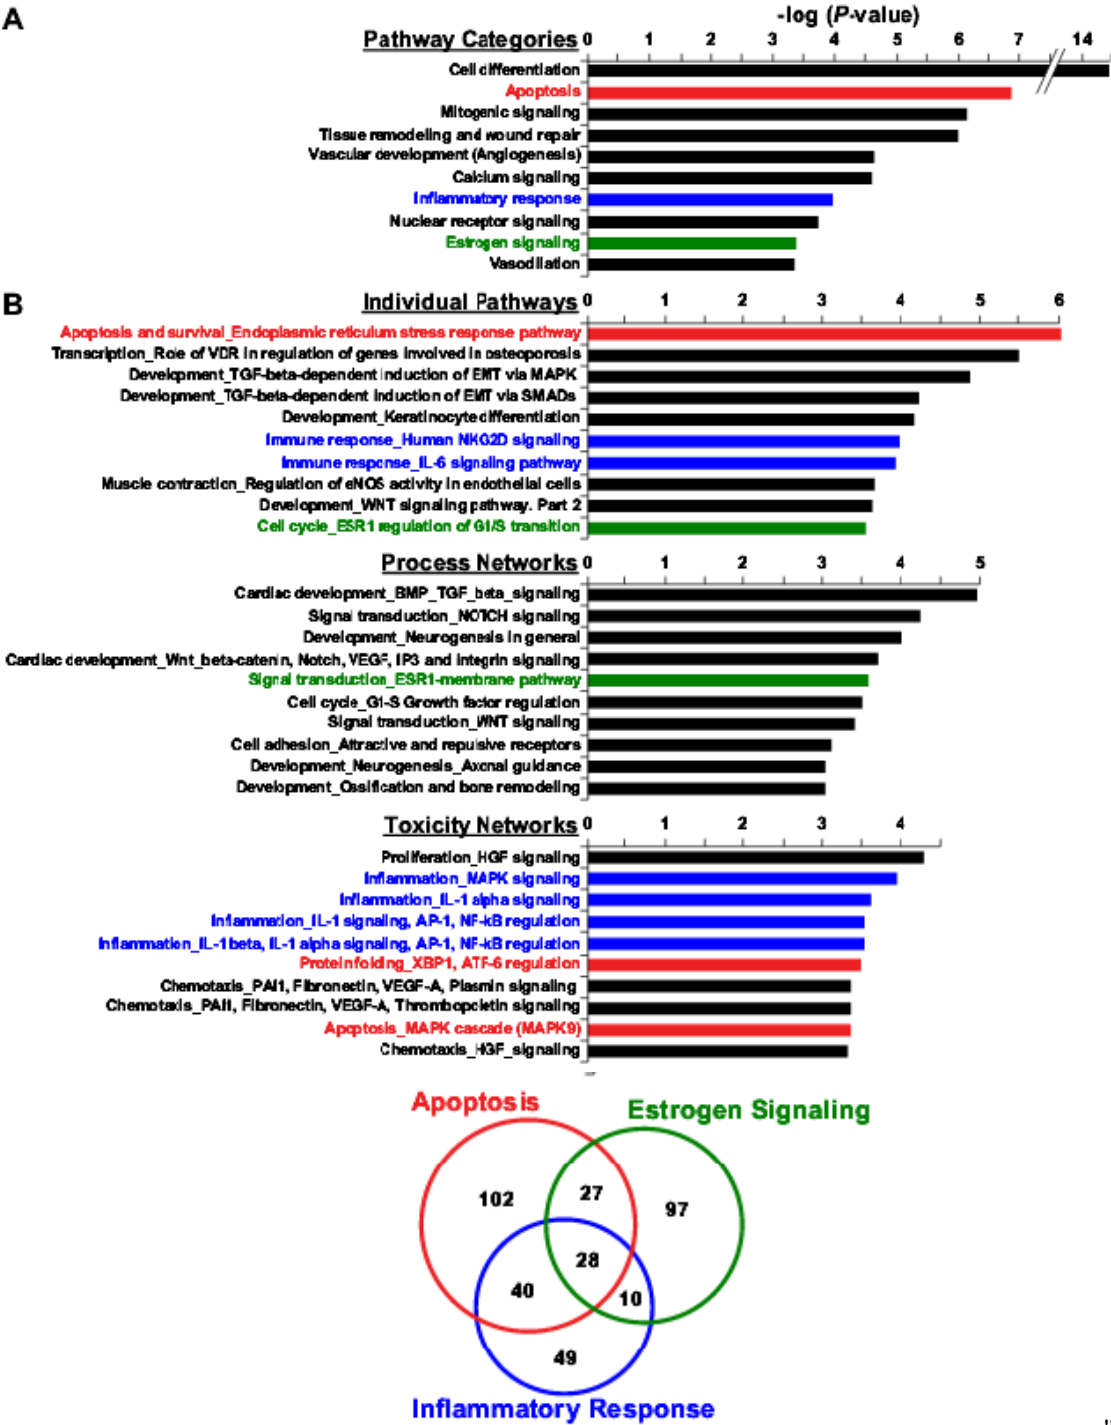 A
-log (P-value)
Pathway Categories 0 1 2 3 4 5 6 7 14
Cell differentiation
Apoptosis
Mitogenic signaling
Tissue remodeling and wound repair
Vascular development (Angiogenesis)
Calcium signaling
Inflammatory response
Nuclear receptor signaling
Estrogen signaling
Vasodilation
B
Individual Pathways 0 1 2 3 4 5 6
Apoptosis and survival_Endoplasmic reticulum stress response pathway
Transcription_Role of VDR in regulation of genes involved in osteoporosis
Development_TGF-beta-dependent induction of EMT via MAPK
Development_TGF-beta-dependent induction of EMT via SMADs
Development_Keratinocyte differentiation
Immune response_Human NKG2D signaling
Immune response_IL-6 signaling pathway
Muscle contraction_Regulation of eNOS activity in endothelial cells
Development_WNT signaling pathway. Part 2
Cell cycle_ESR1 regulation of G1/S transition
Process Networks 0 1 2 3 4 5
Cardiac development_BMP_TGF_beta_signaling
Signal transduction_NOTCH signaling
Development_Neurogenesis in general
Cardiac development_Wnt_beta-catenin, Notch, VEGF, IP3 and integrin signaling
Signal transduction_ESR1-membrane pathway
Cell cycle_G1-S Growth factor regulation
Signal transduction_WNT signaling
Cell adhesion_Attractive and repulsive receptors
Development_Neurogenesis_Axonal guidance
Development_Ossification and bone remodeling
Toxicity Networks 0 1 2 3 4
Proliferation_HGF signaling
Inflammation_MAPK signaling
Inflammation_IL-1 alpha signaling
Inflammation_IL-1 signaling, AP-1, NF-kB regulation
Inflammation_IL-1 beta, IL-1 alpha signaling, AP-1, NF-kB regulation
Protein folding_XBP1, ATF-6 regulation
Chemotaxis_PAI1, Fibronectin, VEGF-A, Plasmin signaling
Chemotaxis_PAI1, Fibronectin, VEGF-A, Thrombopoietin signaling
Apoptosis_MAPK cascade (MAPK9)
Chemotaxis_HGF_signaling
Apoptosis
Estrogen Signaling
102 27 97
28
40 10
49
Inflammatory Response